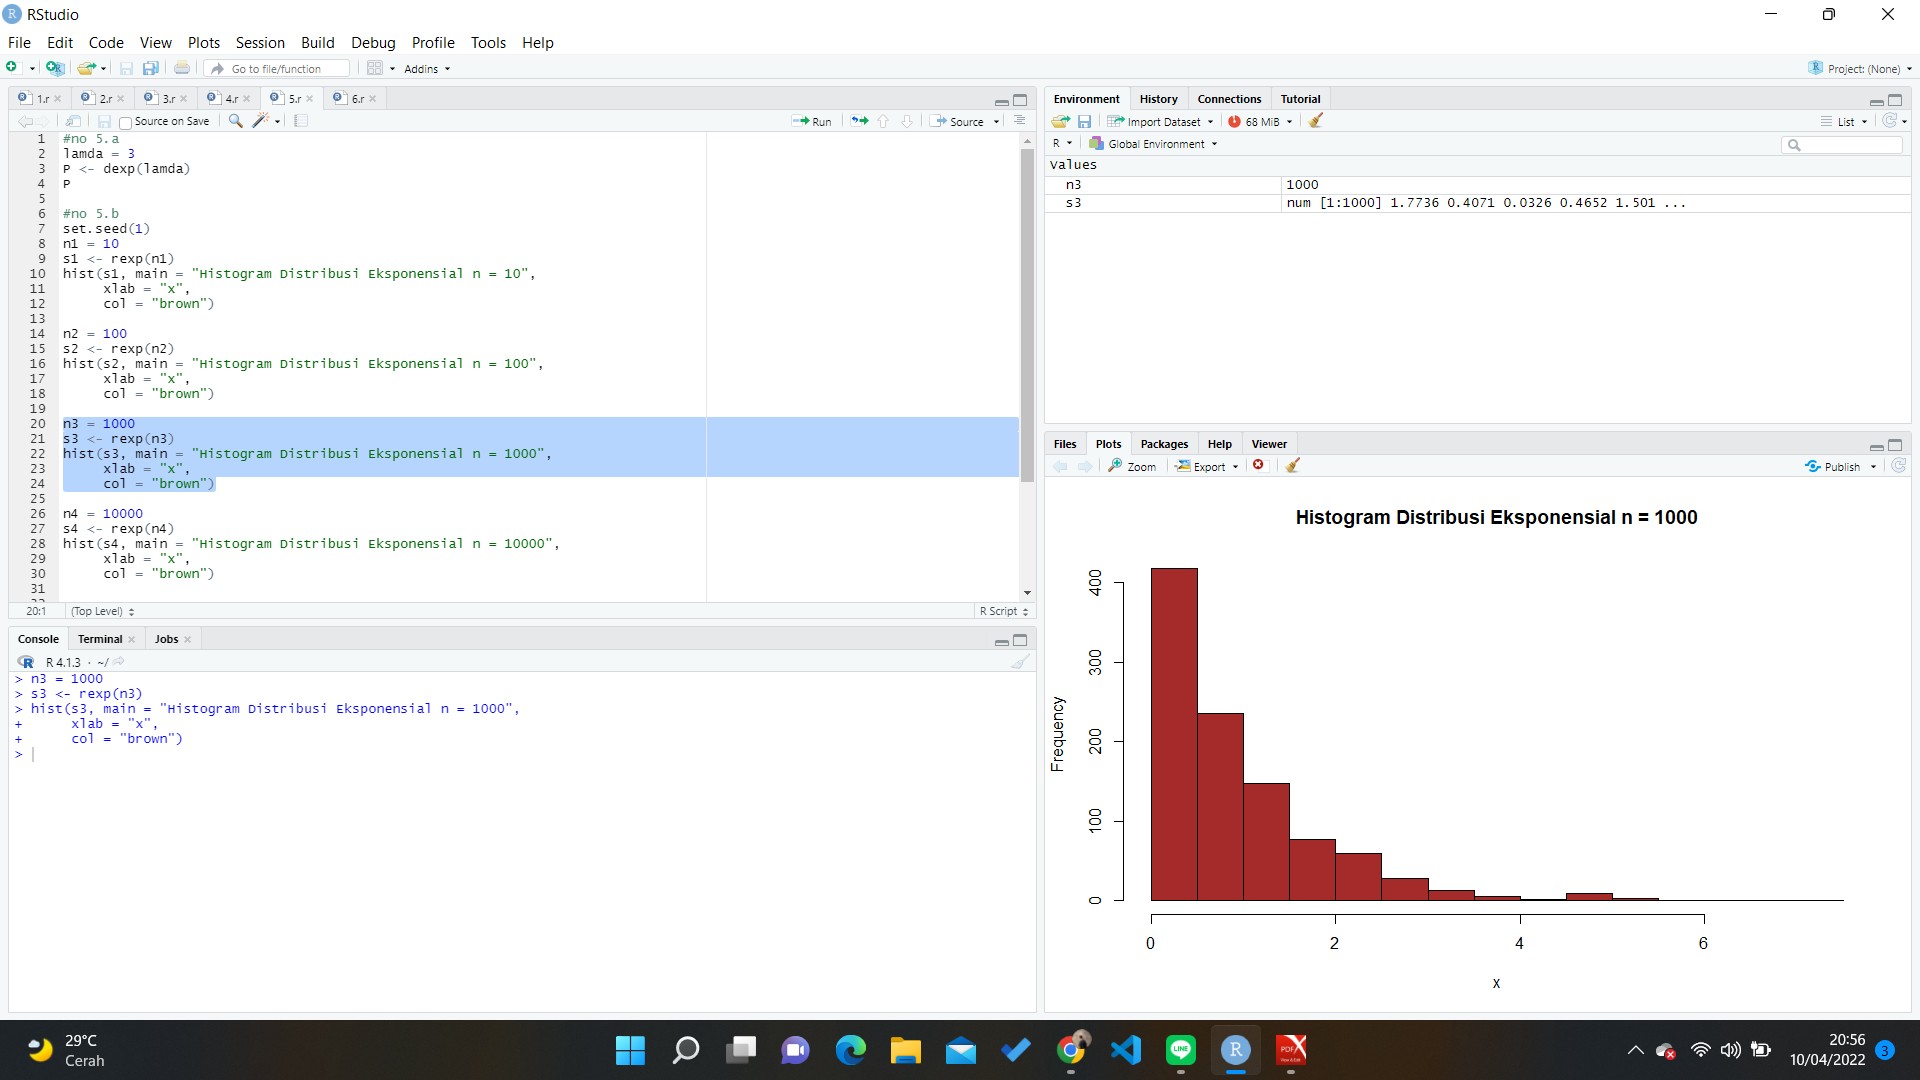 RStudio
File Edit Code View Plots Session Build Debug Profile Tools Help
Go to file/function Addins Project: (None)
1.r 2.r 3.r 4.r 5.r 6.r
Source on Save Run Source
1 #no 5.a
2 lamda = 3
3 P <- dexp(lamda)
4 P
5
6 #no 5.b
7 set.seed(1)
8 n1 = 10
9 s1 <- rexp(n1)
10 hist(s1, main = "Histogram Distribusi Eksponensial n = 10",
11 xlab = "x",
12 col = "brown")
13
14 n2 = 100
15 s2 <- rexp(n2)
16 hist(s2, main = "Histogram Distribusi Eksponensial n = 100",
17 xlab = "x",
18 col = "brown")
19
20 n3 = 1000
21 s3 <- rexp(n3)
22 hist(s3, main = "Histogram Distribusi Eksponensial n = 1000",
23 xlab = "x",
24 col = "brown")
25
26 n4 = 10000
27 s4 <- rexp(n4)
28 hist(s4, main = "Histogram Distribusi Eksponensial n = 10000",
29 xlab = "x",
30 col = "brown")
31
20:1 (Top Level) R Script
Console Terminal Jobs
R 4.1.3 · ~/
> n3 = 1000
> s3 <- rexp(n3)
> hist(s3, main = "Histogram Distribusi Eksponensial n = 1000",
+ xlab = "x",
+ col = "brown")
>
Environment History Connections Tutorial
Import Dataset 68 MiB List
R Global Environment
Values
n3 1000
s3 num [1:1000] 1.7736 0.4071 0.0326 0.4652 1.501 ...
Files Plots Packages Help Viewer
Zoom Export Publish
Histogram Distribusi Eksponensial n = 1000
Frequency
400
300
200
100
0
0 2 4 6
x
29°C
Cerah
LINE
PDF
20:56
10/04/2022
3